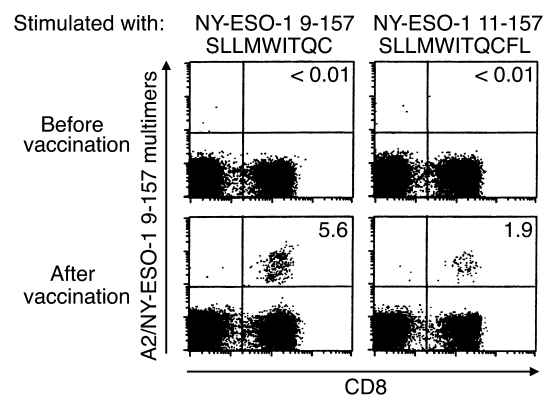 Stimulated with:
NY-ESO-1 9-157
SLLMWITQC
NY-ESO-1 11-157
SLLMWITQCFL
A2/NY-ESO-1 9-157 multimers
Before
vaccination
< 0.01
< 0.01
After
vaccination
5.6
1.9
CD8